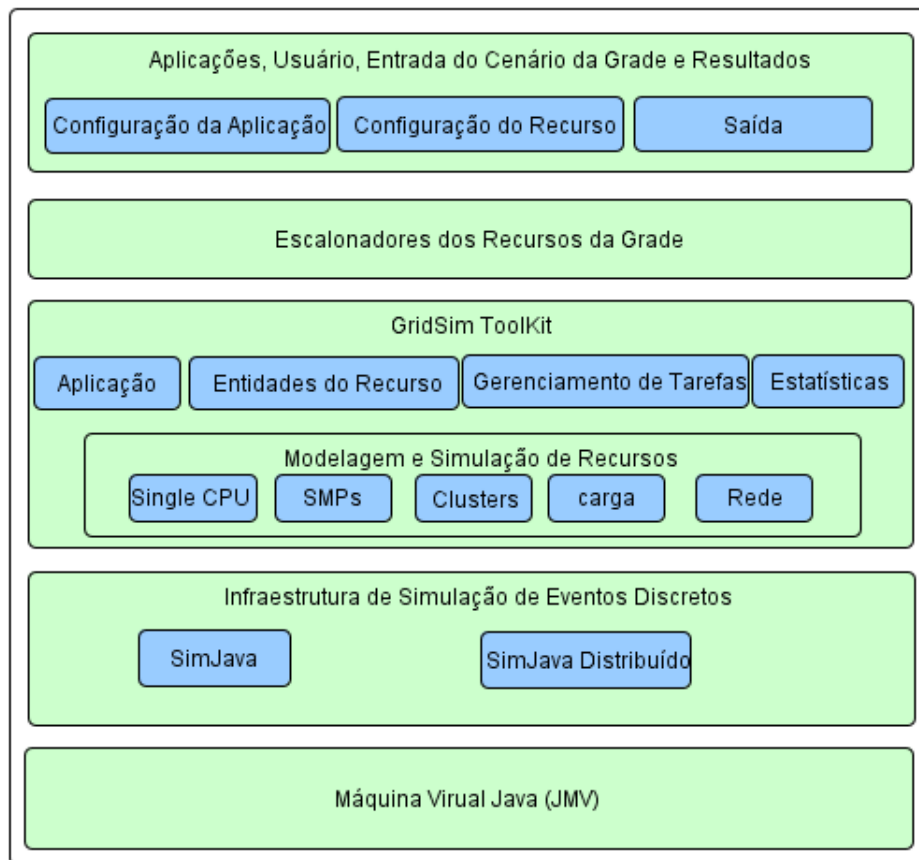 Aplicações, Usuário, Entrada do Cenário da Grade e Resultados
Configuração da Aplicação
Configuração do Recurso
Saída
Escalonadores dos Recursos da Grade
GridSim ToolKit
Aplicação
Entidades do Recurso
Gerenciamento de Tarefas
Estatísticas
Modelagem e Simulação de Recursos
Single CPU
SMPs
Clusters
carga
Rede
Infraestrutura de Simulação de Eventos Discretos
SimJava
SimJava Distribuído
Máquina Virual Java (JMV)